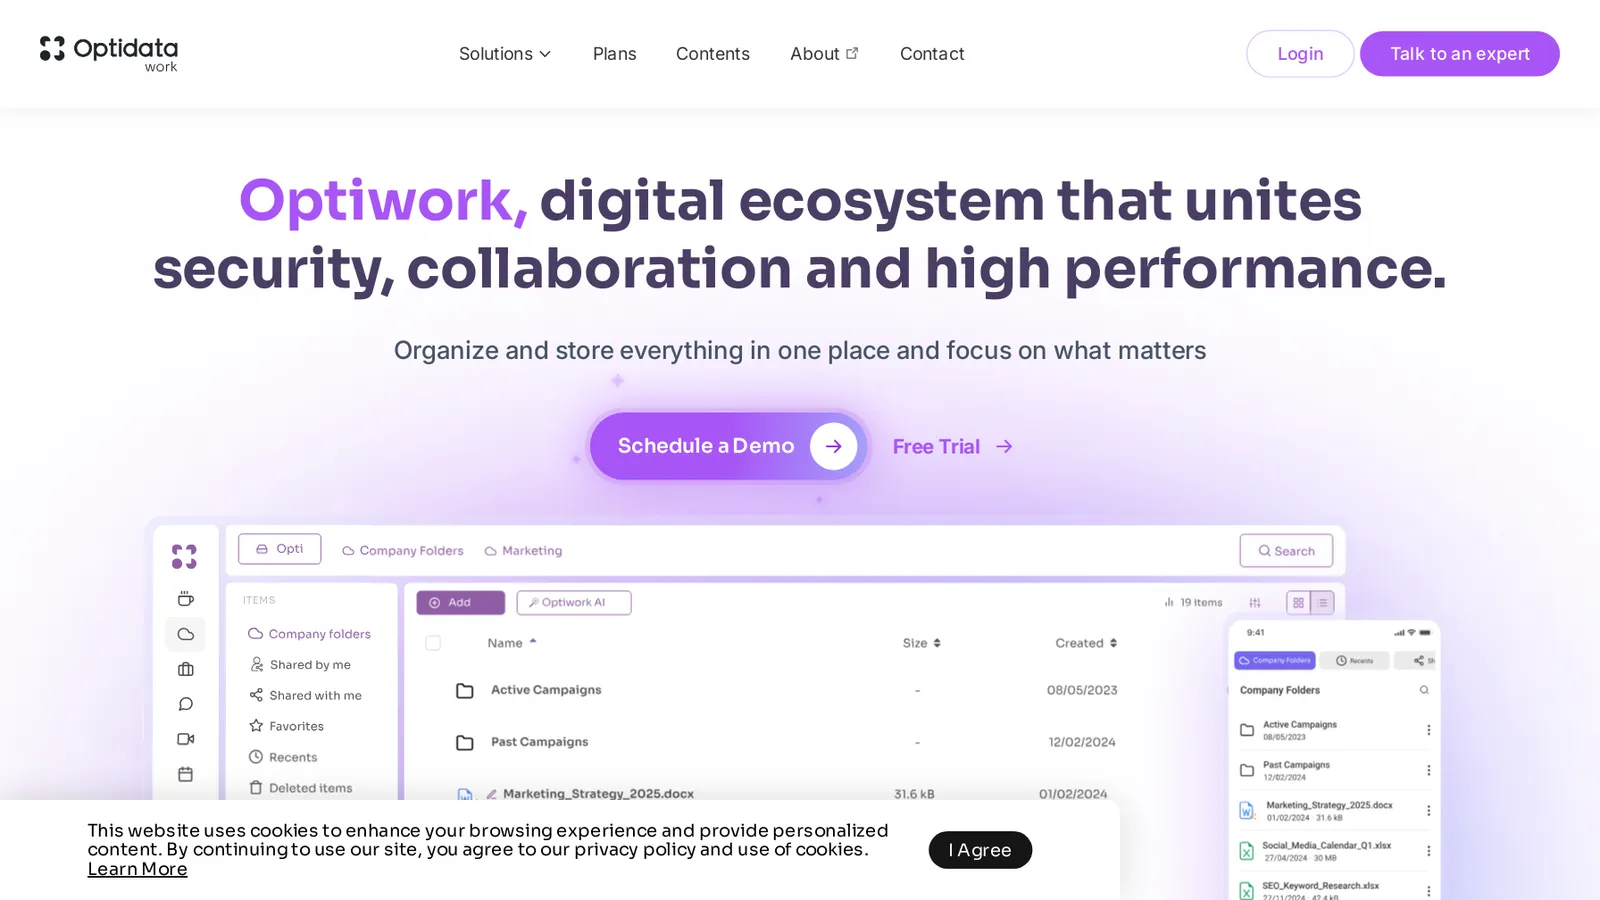 Optidata
work
Solutions
Plans
Contents
About
Contact
Login
Talk to an expert
Optiwork, digital ecosystem that unites
security, collaboration and high performance.
Organize and store everything in one place and focus on what matters
Schedule a Demo
Free Trial
Opti
Company Folders
Marketing
Search
ITEMS
Company folders
Shared by me
Shared with me
Favorites
Recents
Deleted items
Add
Optiwork AI
19 items
Name
Size
Created
Active Campaigns
-
08/05/2023
Past Campaigns
-
12/02/2024
Marketing_Strategy_2025.docx
31.6 kB
01/02/2024
9:41
Company Folders
Recents
Sh
Company Folders
Active Campaigns
08/05/2023
Past Campaigns
12/02/2024
Marketing_Strategy_2025.docx
01/02/2024 · 31.6 kB
Social_Media_Calendar_Q1.xlsx
27/04/2024 · 30 MB
SEO_Keyword_Research.xlsx
27/11/2024 · 42.4 kB
This website uses cookies to enhance your browsing experience and provide personalized
content. By continuing to use our site, you agree to our privacy policy and use of cookies.
Learn More
I Agree